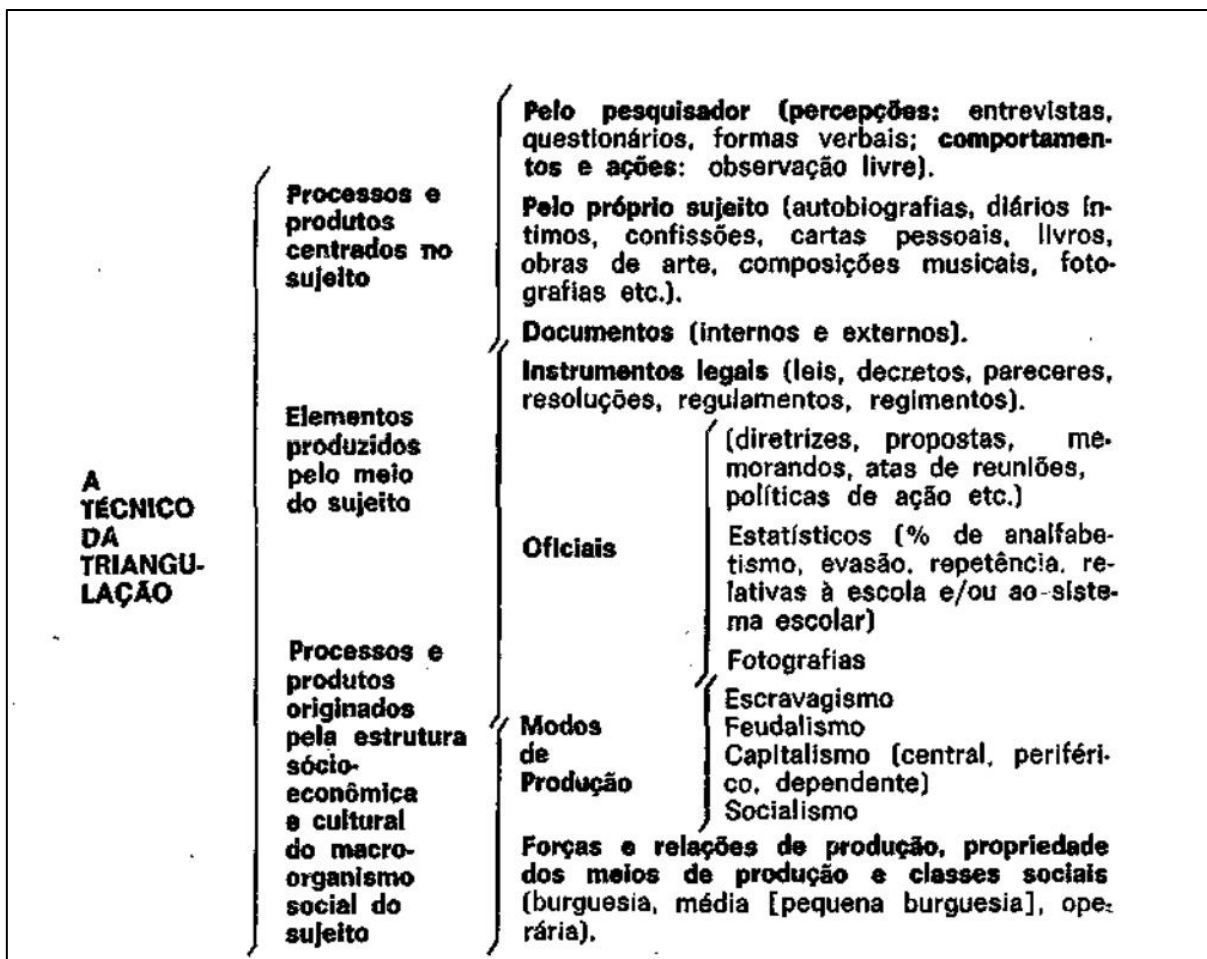 A
TÉCNICO
DA
TRIANGU-
LAÇÃO
Processos e
produtos
centrados no
sujeito
Pelo pesquisador (percepções: entrevistas,
questionários, formas verbais; comportamen-
tos e ações: observação livre).
Pelo próprio sujeito (autobiografias, diários ín-
timos, confissões, cartas pessoais, livros,
obras de arte, composições musicais, foto-
grafias etc.).
Elementos
produzidos
pelo meio
do sujeito
Documentos (internos e externos).
Instrumentos legais (leis, decretos, pareceres,
resoluções, regulamentos, regimentos).
Oficiais
(diretrizes, propostas, me-
morandos, atas de reuniões,
políticas de ação etc.)
Estatísticos (% de analfabe-
tismo, evasão, repetência, re-
lativas à escola e/ou ao siste-
ma escolar)
Fotografias
Processos e
produtos
originados
pela estrutura
sócio-
econômica
e cultural
do macro-
organismo
social do
sujeito
Modos
de
Produção
Escravagismo
Feudalismo
Capitalismo (central, periféri-
co, dependente)
Socialismo
Forças e relações de produção, propriedade
dos meios de produção e classes sociais
(burguesia, média [pequena burguesia], ope-
rária).